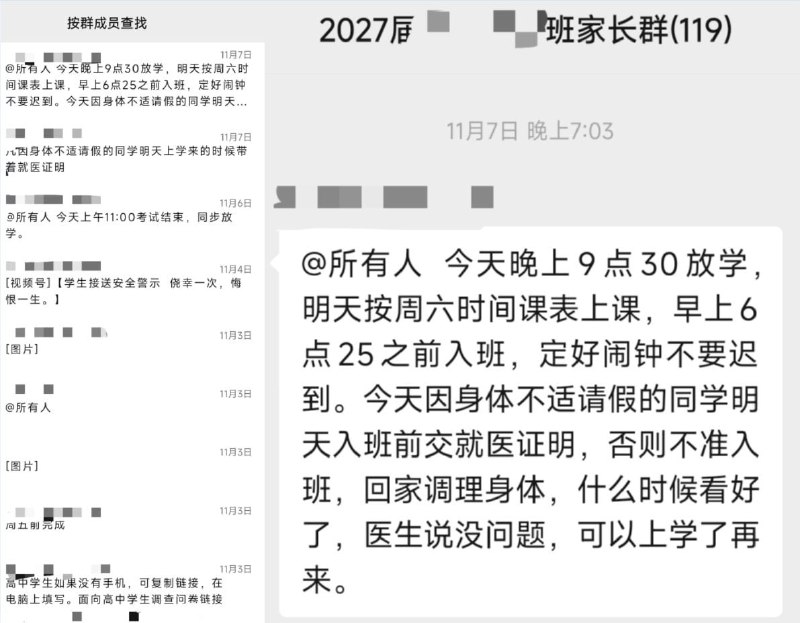 按群成员查找
11月7日
@所有人 今天晚上9点30放学，明天按周六时
间课表上课，早上6点25之前入班，定好闹钟
不要迟到。今天因身体不适请假的同学明天...
11月7日
凡因身体不适请假的同学明天上学来的时候带
着就医证明
11月6日
@所有人 今天上午11:00考试结束，同步放
学。
11月4日
[视频号]【学生接送安全警示 侥幸一次，悔
恨一生。】
11月3日
[图片]
11月3日
@所有人
11月3日
[图片]
11月3日
周五前完成
11月3日
高中学生如果没有手机，可复制链接，在
电脑上填写。面向高中学生调查问卷链接
2027届
班家长群(119)
11月7日 晚上7:03
@所有人 今天晚上9点30放学，
明天按周六时间课表上课，早上6
点25之前入班，定好闹钟不要迟
到。今天因身体不适请假的同学明
天入班前交就医证明，否则不准入
班，回家调理身体，什么时候看好
了，医生说没问题，可以上学了再
来。